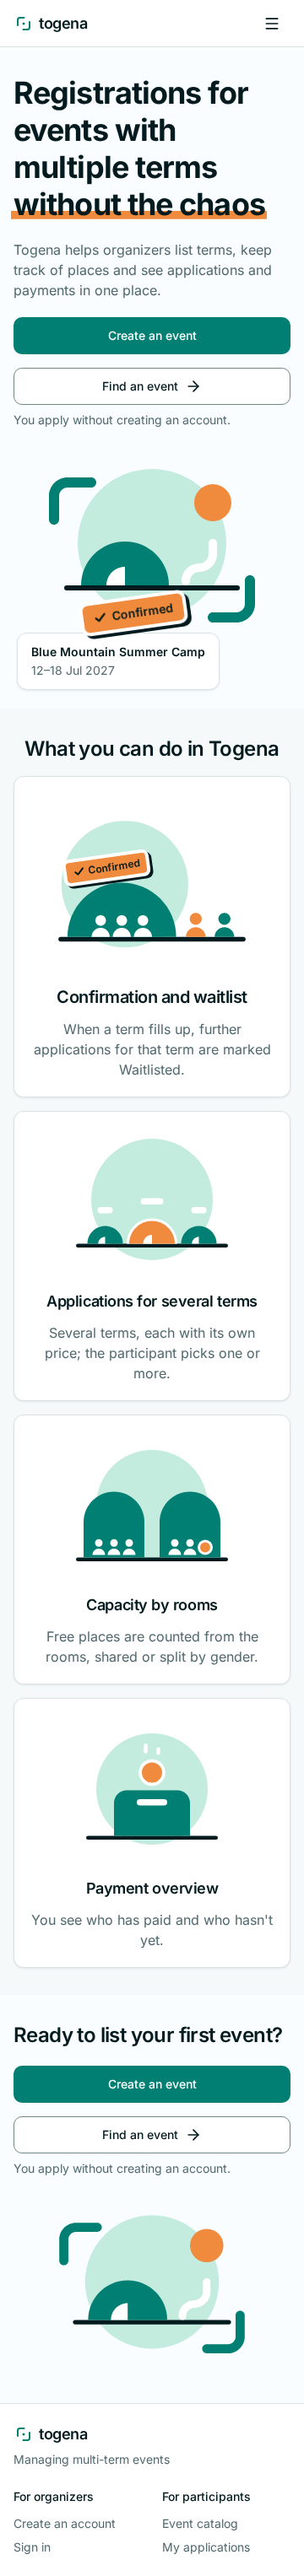 togena
Registrations for
events with
multiple terms
without the chaos
Togena helps organizers list terms, keep
track of places and see applications and
payments in one place.
Create an event
Find an event
You apply without creating an account.
Confirmed
Blue Mountain Summer Camp
12–18 Jul 2027
What you can do in Togena
Confirmed
Confirmation and waitlist
When a term fills up, further
applications for that term are marked
Waitlisted.
Applications for several terms
Several terms, each with its own
price; the participant picks one or
more.
Capacity by rooms
Free places are counted from the
rooms, shared or split by gender.
Payment overview
You see who has paid and who hasn't
yet.
Ready to list your first event?
Create an event
Find an event
You apply without creating an account.
togena
Managing multi-term events
For organizers
Create an account
Sign in
For participants
Event catalog
My applications